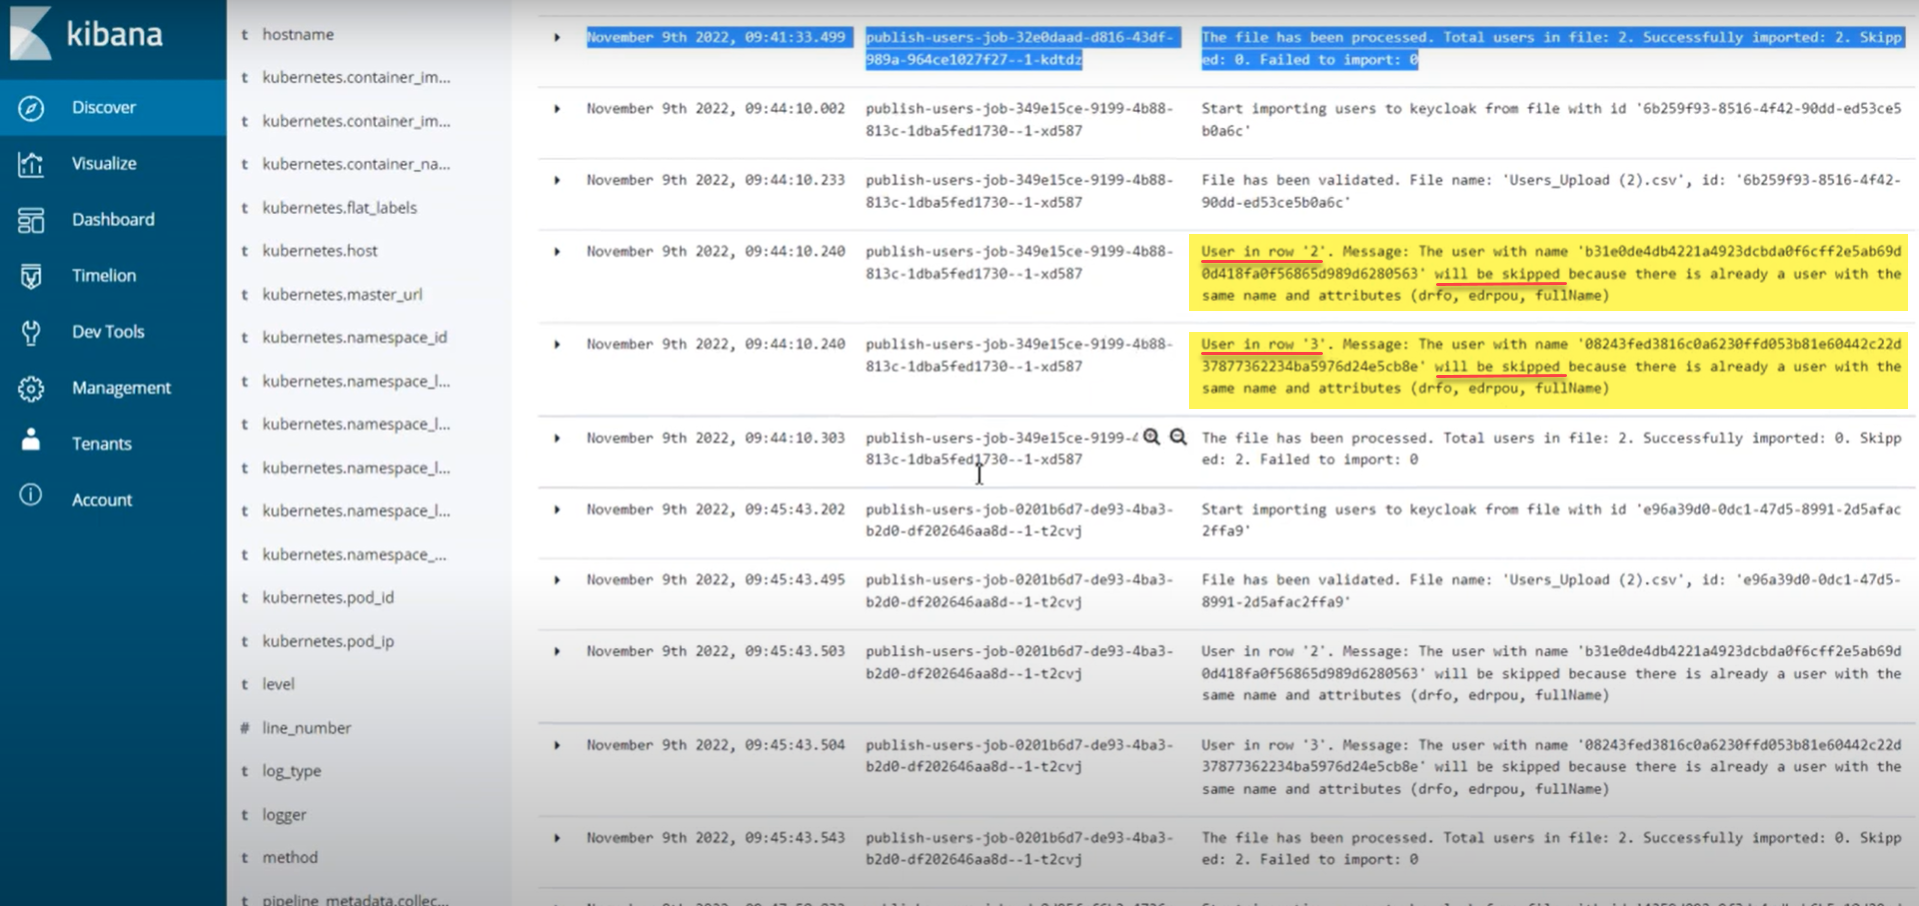 kibana
Discover
Visualize
Dashboard
Timelion
Dev Tools
Management
Tenants
Account
t hostname
t kubernetes.container_im...
t kubernetes.container_im...
t kubernetes.container_na...
t kubernetes.flat_labels
t kubernetes.host
t kubernetes.master_url
t kubernetes.namespace_id
t kubernetes.namespace_l...
t kubernetes.namespace_l...
t kubernetes.namespace_l...
t kubernetes.namespace_l...
t kubernetes.namespace_...
t kubernetes.pod_id
t kubernetes.pod_ip
t level
# line_number
t log_type
t logger
t method
t pipeline_metadata.collec...
November 9th 2022, 09:41:33.499
publish-users-job-32e0daad-d816-43df-
989a-964ce1027f27--1-kdtdz
The file has been processed. Total users in file: 2. Successfully imported: 2. Skipp
ed: 0. Failed to import: 0
November 9th 2022, 09:44:10.002
publish-users-job-349e15ce-9199-4b88-
813c-1dba5fed1730--1-xd587
Start importing users to keycloak from file with id '6b259f93-8516-4f42-90dd-ed53ce5
b0a6c'
November 9th 2022, 09:44:10.233
publish-users-job-349e15ce-9199-4b88-
813c-1dba5fed1730--1-xd587
File has been validated. File name: 'Users_Upload (2).csv', id: '6b259f93-8516-4f42-
90dd-ed53ce5b0a6c'
November 9th 2022, 09:44:10.240
publish-users-job-349e15ce-9199-4b88-
813c-1dba5fed1730--1-xd587
User in row '2'. Message: The user with name 'b31e0de4db4221a4923dcbda0f6cff2e5ab69d
0d418fa0f56865d989d6280563' will be skipped because there is already a user with the
same name and attributes (drfo, edrpou, fullName)
November 9th 2022, 09:44:10.240
publish-users-job-349e15ce-9199-4b88-
813c-1dba5fed1730--1-xd587
User in row '3'. Message: The user with name '08243fed3816c0a6230ffd053b81e60442c22d
37877362234ba5976d24e5cb8e' will be skipped because there is already a user with the
same name and attributes (drfo, edrpou, fullName)
November 9th 2022, 09:44:10.303
publish-users-job-349e15ce-9199-4
813c-1dba5fed1730--1-xd587
The file has been processed. Total users in file: 2. Successfully imported: 0. Skipp
ed: 2. Failed to import: 0
November 9th 2022, 09:45:43.202
publish-users-job-0201b6d7-de93-4ba3-
b2d0-df202646aa8d--1-t2cvj
Start importing users to keycloak from file with id 'e96a39d0-0dc1-47d5-8991-2d5afac
2ffa9'
November 9th 2022, 09:45:43.495
publish-users-job-0201b6d7-de93-4ba3-
b2d0-df202646aa8d--1-t2cvj
File has been validated. File name: 'Users_Upload (2).csv', id: 'e96a39d0-0dc1-47d5-
8991-2d5afac2ffa9'
November 9th 2022, 09:45:43.503
publish-users-job-0201b6d7-de93-4ba3-
b2d0-df202646aa8d--1-t2cvj
User in row '2'. Message: The user with name 'b31e0de4db4221a4923dcbda0f6cff2e5ab69d
0d418fa0f56865d989d6280563' will be skipped because there is already a user with the
same name and attributes (drfo, edrpou, fullName)
November 9th 2022, 09:45:43.504
publish-users-job-0201b6d7-de93-4ba3-
b2d0-df202646aa8d--1-t2cvj
User in row '3'. Message: The user with name '08243fed3816c0a6230ffd053b81e60442c22d
37877362234ba5976d24e5cb8e' will be skipped because there is already a user with the
same name and attributes (drfo, edrpou, fullName)
November 9th 2022, 09:45:43.543
publish-users-job-0201b6d7-de93-4ba3-
b2d0-df202646aa8d--1-t2cvj
The file has been processed. Total users in file: 2. Successfully imported: 0. Skipp
ed: 2. Failed to import: 0